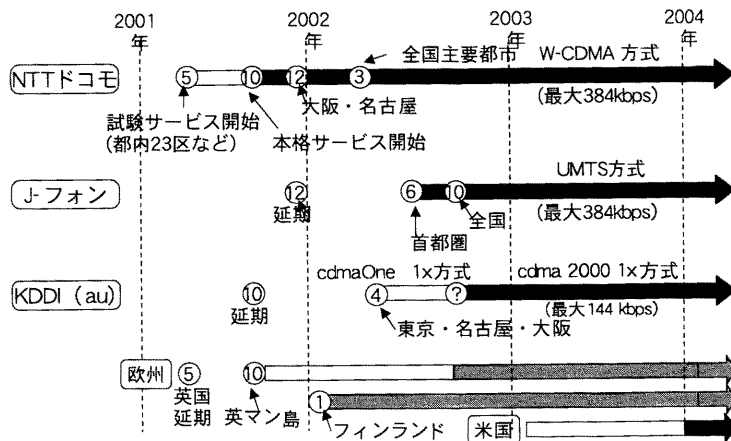 2001年
2002年
2003年
2004年
全国主要都市
W-CDMA 方式
NTTドコモ
⑤
⑩
⑫
③
大阪・名古屋
(最大384kbps)
試験サービス開始
(都内23区など)
本格サービス開始
UMTS方式
J-フォン
⑫
延期
⑥
⑩
全国
首都圏
(最大384kbps)
cdmaOne 1x方式
cdma 2000 1x方式
KDDI (au)
⑩
延期
④
?
(最大144 kbps)
東京・名古屋・大阪
欧州
⑤
⑩
英国
延期
英マン島
①
フィンランド
米国